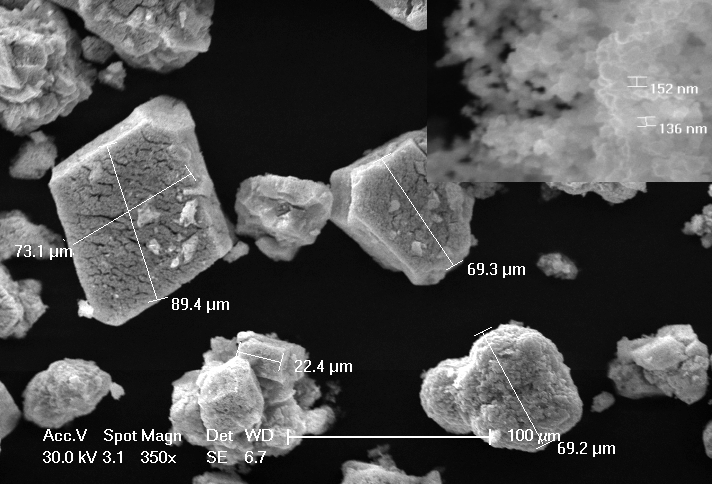 152 nm
136 nm
73.1 µm
69.3 µm
89.4 µm
22.4 µm
Acc.V Spot Magn Det WD 100 µm
30.0 kV 3.1 350x SE 6.7
69.2 µm